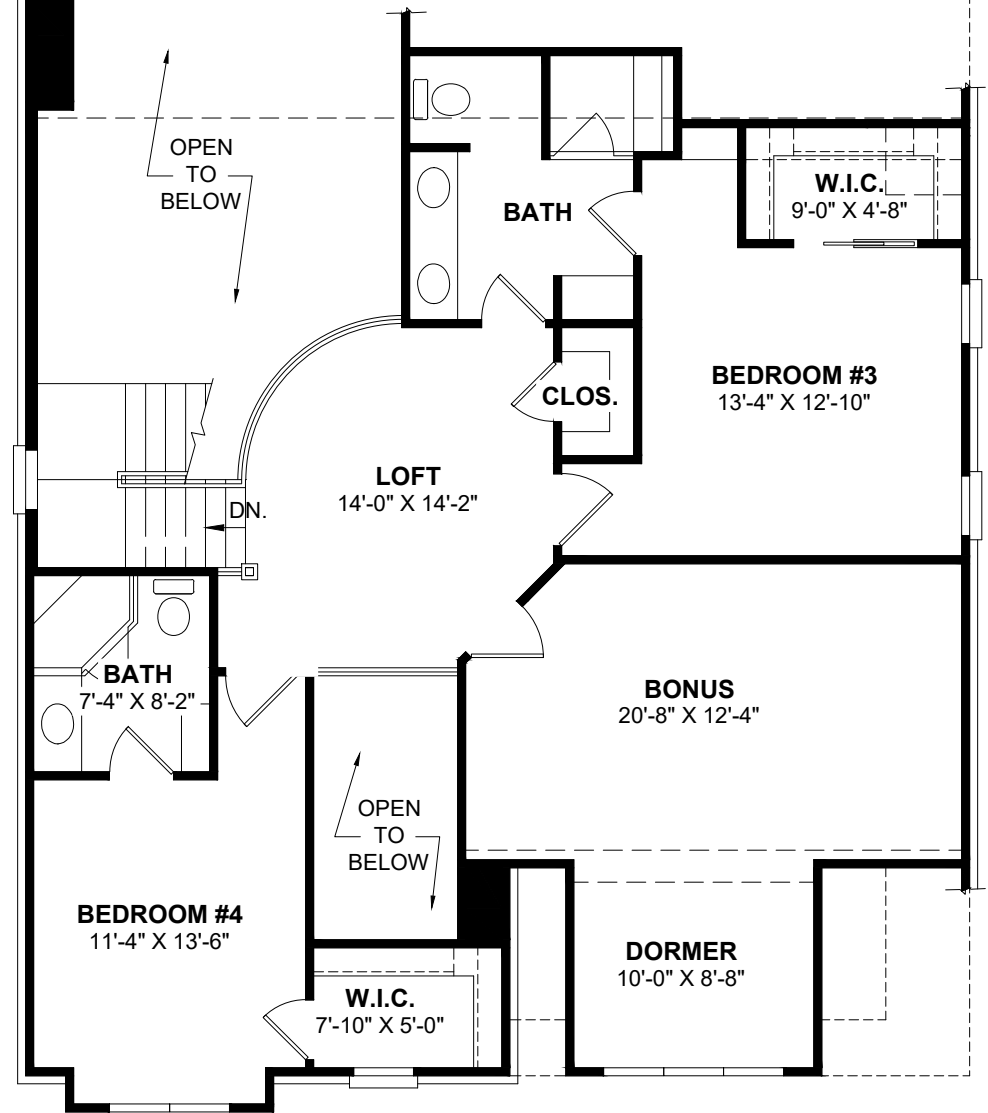 OPEN
TO
BELOW
BATH
W.I.C.
9'-0" X 4'-8"
BEDROOM #3
13'-4" X 12'-10"
CLOS.
LOFT
14'-0" X 14'-2"
DN.
BATH
7'-4" X 8'-2"
BONUS
20'-8" X 12'-4"
OPEN
TO
BELOW
BEDROOM #4
11'-4" X 13'-6"
DORMER
10'-0" X 8'-8"
W.I.C.
7'-10" X 5'-0"